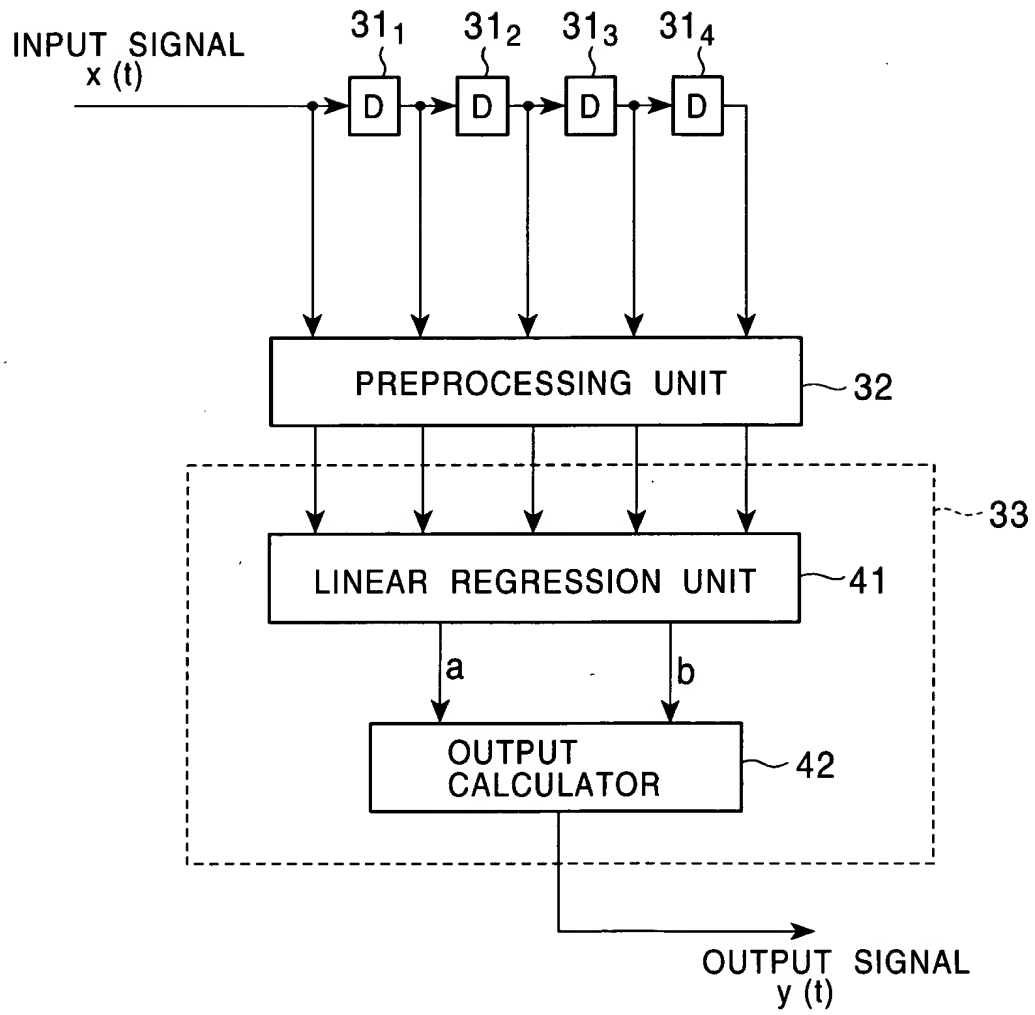 31₁ 31₂ 31₃ 31₄
INPUT SIGNAL
x (t)
D D D D
PREPROCESSING UNIT
32
33
LINEAR REGRESSION UNIT
41
a b
OUTPUT
CALCULATOR
42
OUTPUT SIGNAL
y (t)